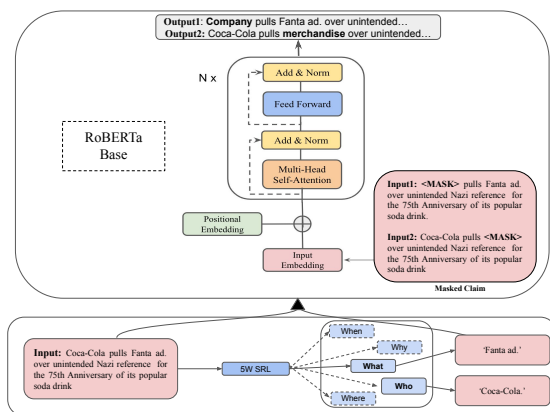 Output1: Company pulls Fanta ad. over unintended…
Output2: Coca-Cola pulls merchandise over unintended…
N x
Add & Norm
Feed Forward
Add & Norm
Multi-Head
Self-Attention
RoBERTa
Base
Positional
Embedding
Input
Embedding
Input1: <MASK> pulls Fanta ad.
over unintended Nazi reference for
the 75th Anniversary of its popular
soda drink.
Input2: Coca-Cola pulls <MASK>
over unintended Nazi reference for
the 75th Anniversary of its popular
soda drink
Masked Claim
Input: Coca-Cola pulls Fanta ad.
over unintended Nazi reference for
the 75th Anniversary of its popular
soda drink
5W SRL
When
Why
What
Who
Where
'Fanta ad.'
'Coca-Cola.'